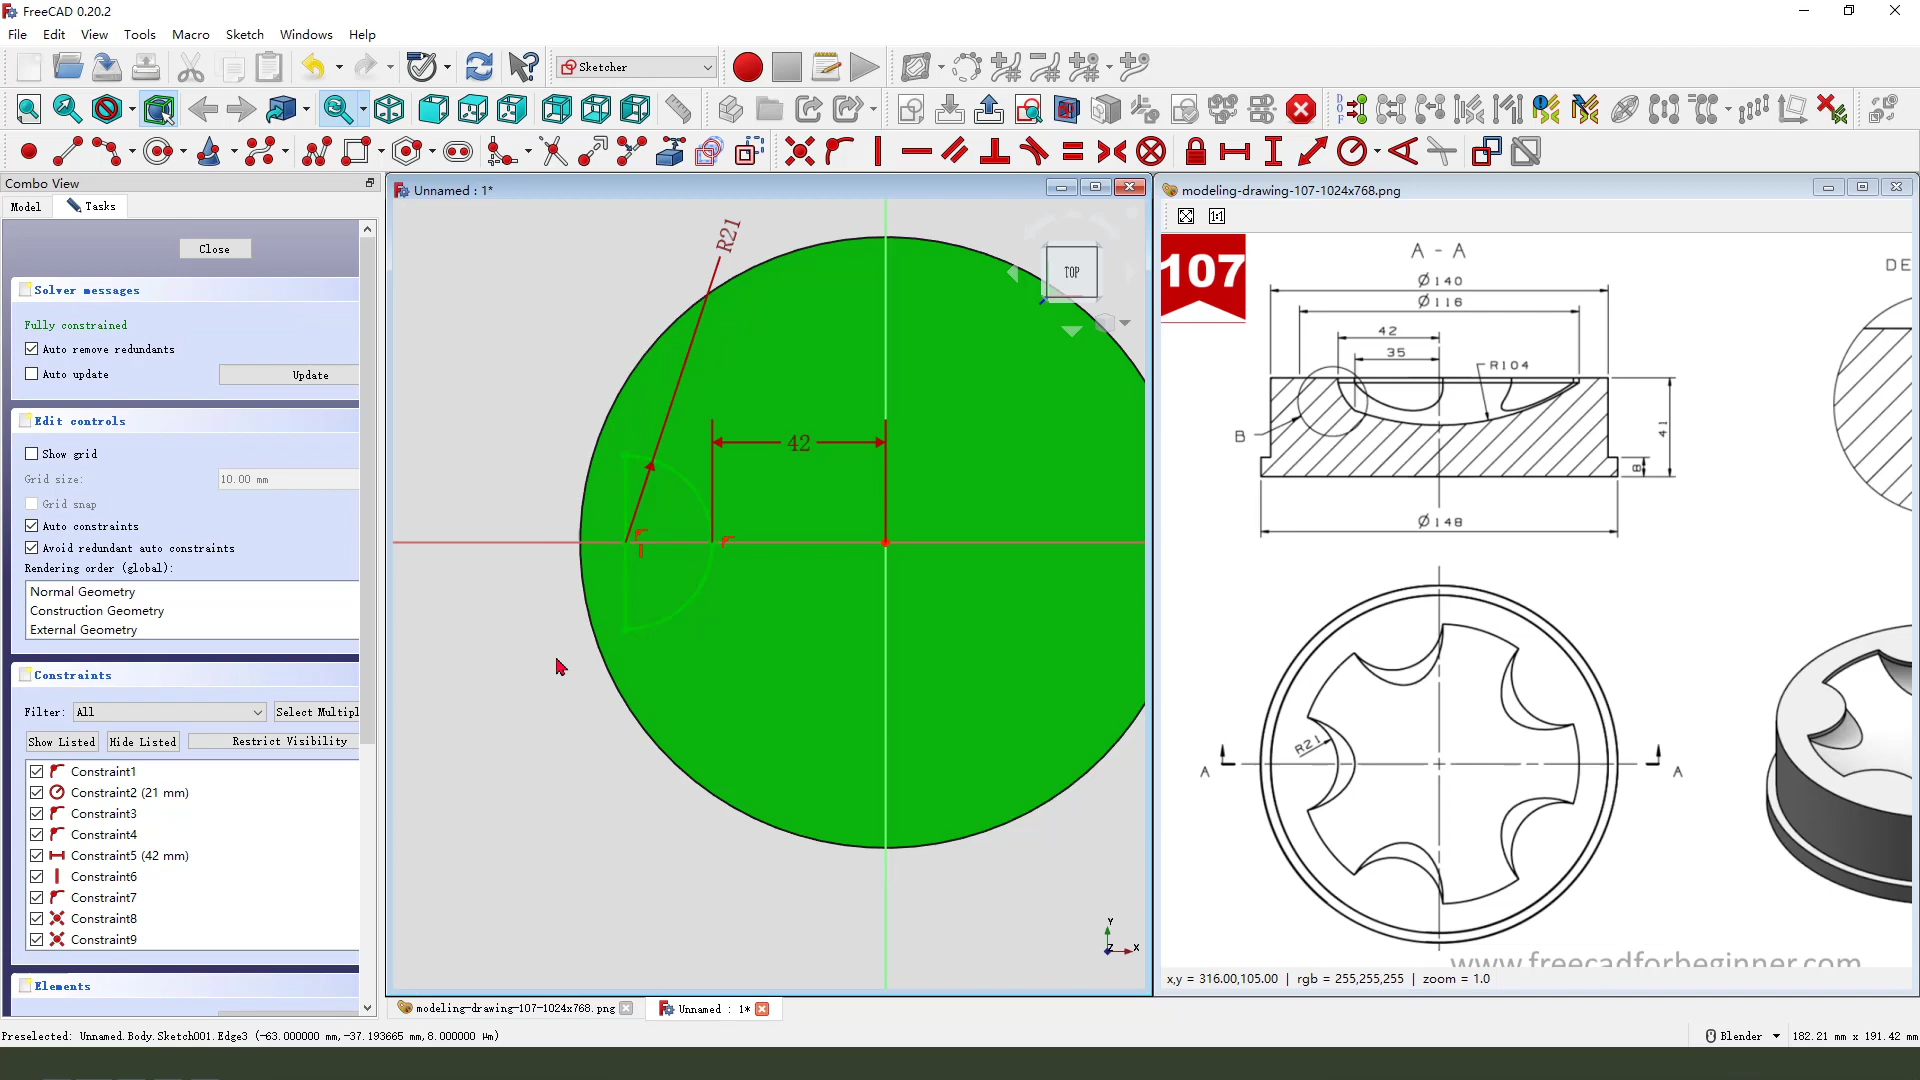 FreeCAD 0.20.2
File Edit View Tools Macro Sketch Windows Help
Sketcher
1:1
Combo View
Model
Tasks
Close
Solver messages
Fully constrained
Auto remove redundants
Auto update
Update
Edit controls
Show grid
Grid size:
10.00 mm
Grid snap
Auto constraints
Avoid redundant auto constraints
Rendering order (global):
Normal Geometry
Construction Geometry
External Geometry
Constraints
Filter: All
Select Multipl
Show Listed
Hide Listed
Restrict Visibility
Constraint1
Constraint2 (21 mm)
Constraint3
Constraint4
Constraint5 (42 mm)
Constraint6
Constraint7
Constraint8
Constraint9
Elements
Unnamed : 1*
R21
42
TOP
Y
Z
X
modeling-drawing-107-1024x768.png
107
A - A
DE
Ø140
Ø116
42
35
R104
B
41
8
Ø148
R21
A
A
www.freecadforbeginner.com
x,y = 316.00,105.00 | rgb = 255,255,255 | zoom = 1.0
modeling-drawing-107-1024x768.png
Unnamed : 1*
Preselected: Unnamed.Body.Sketch001.Edge3 (-63.000000 mm,-37.193665 mm,8.000000 µm)
Blender
182.21 mm x 191.42 mm